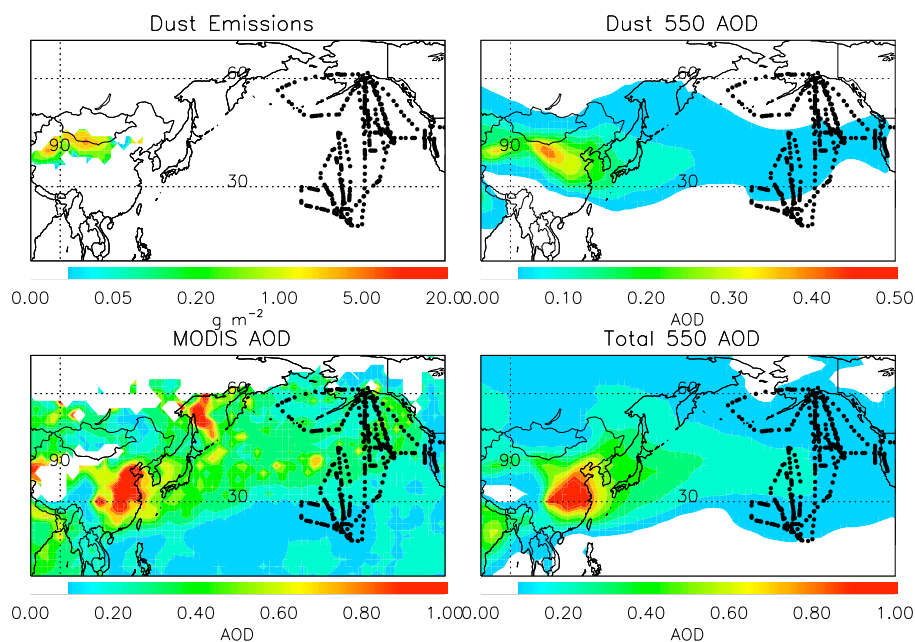 Dust Emissions
Dust 550 AOD
60
90
30
60
90
30
0.00 0.05 0.20 1.00 5.00 20.00
0.00 0.10 0.20 0.30 0.40 0.50
g m-2
AOD
MODIS AOD
Total 550 AOD
60
90
30
60
90
30
0.00 0.20 0.40 0.60 0.80 1.00
0.00 0.20 0.40 0.60 0.80 1.00
AOD
AOD